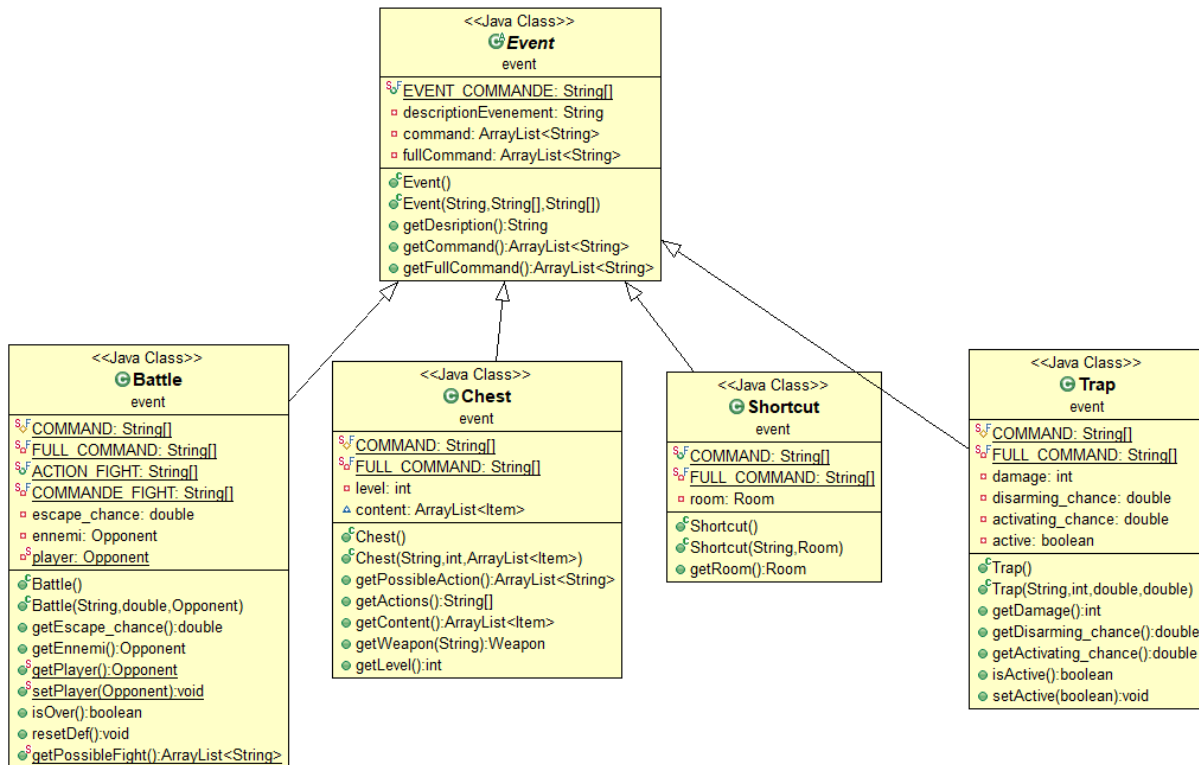 <<Java Class>>
Event
event
EVENT_COMMANDE: String[]
descriptionEvenement: String
command: ArrayList<String>
fullCommand: ArrayList<String>
Event()
Event(String,String[],String[])
getDesription():String
getCommand():ArrayList<String>
getFullCommand():ArrayList<String>
<<Java Class>>
Battle
event
COMMAND: String[]
FULL_COMMAND: String[]
ACTION_FIGHT: String[]
COMMANDE_FIGHT: String[]
escape_chance: double
ennemi: Opponent
player: Opponent
Battle()
Battle(String,double,Opponent)
getEscape_chance():double
getEnnemi():Opponent
getPlayer():Opponent
setPlayer(Opponent):void
isOver():boolean
resetDef():void
getPossibleFight():ArrayList<String>
<<Java Class>>
Chest
event
COMMAND: String[]
FULL_COMMAND: String[]
level: int
content: ArrayList<Item>
Chest()
Chest(String,int,ArrayList<Item>)
getPossibleAction():ArrayList<String>
getActions():String[]
getContent():ArrayList<Item>
getWeapon(String):Weapon
getLevel():int
<<Java Class>>
Shortcut
event
COMMAND: String[]
FULL_COMMAND: String[]
room: Room
Shortcut()
Shortcut(String,Room)
getRoom():Room
<<Java Class>>
Trap
event
COMMAND: String[]
FULL_COMMAND: String[]
damage: int
disarming_chance: double
activating_chance: double
active: boolean
Trap()
Trap(String,int,double,double)
getDamage():int
getDisarming_chance():double
getActivating_chance():double
isActive():boolean
setActive(boolean):void